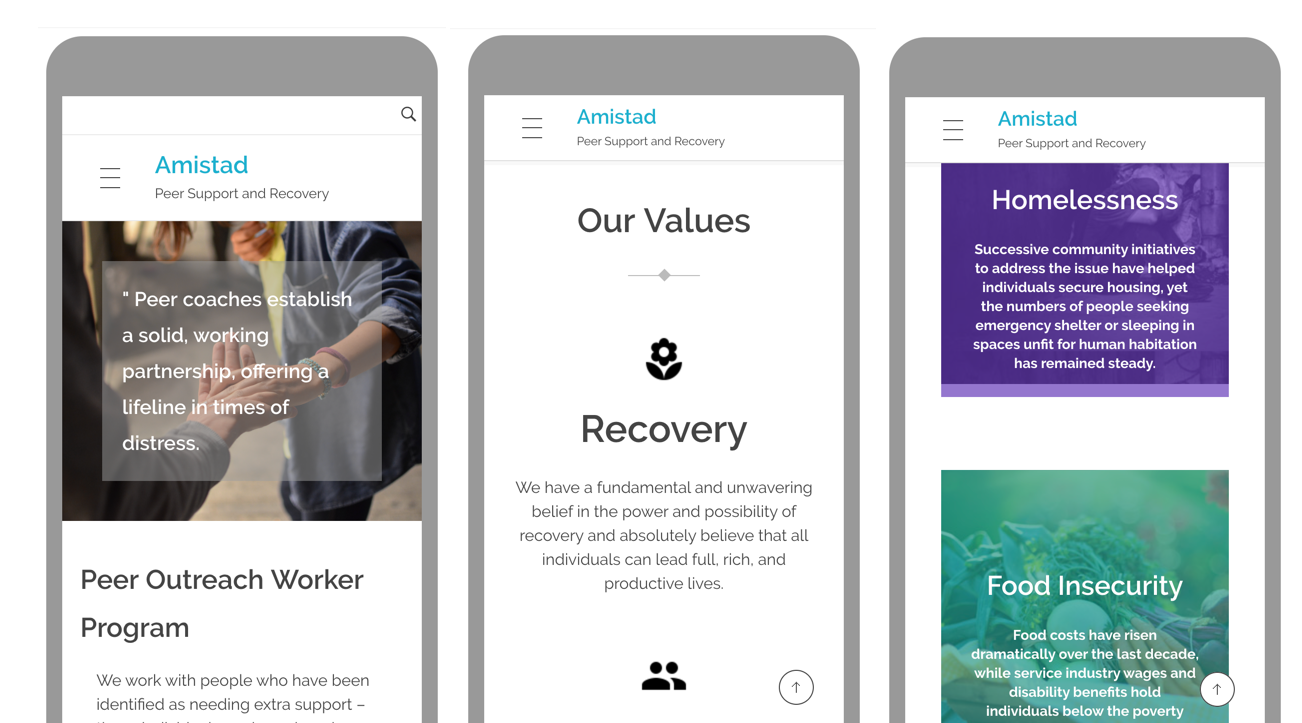 Amistad
Peer Support and Recovery
" Peer coaches establish
a solid, working
partnership, offering a
lifeline in times of
distress.
Peer Outreach Worker
Program
We work with people who have been
identified as needing extra support –
Amistad
Peer Support and Recovery
Our Values
Recovery
We have a fundamental and unwavering
belief in the power and possibility of
recovery and absolutely believe that all
individuals can lead full, rich, and
productive lives.
Amistad
Peer Support and Recovery
Homelessness
Successive community initiatives
to address the issue have helped
individuals secure housing, yet
the numbers of people seeking
emergency shelter or sleeping in
spaces unfit for human habitation
has remained steady.
Food Insecurity
Food costs have risen
dramatically over the last decade,
while service industry wages and
disability benefits hold
individuals below the poverty